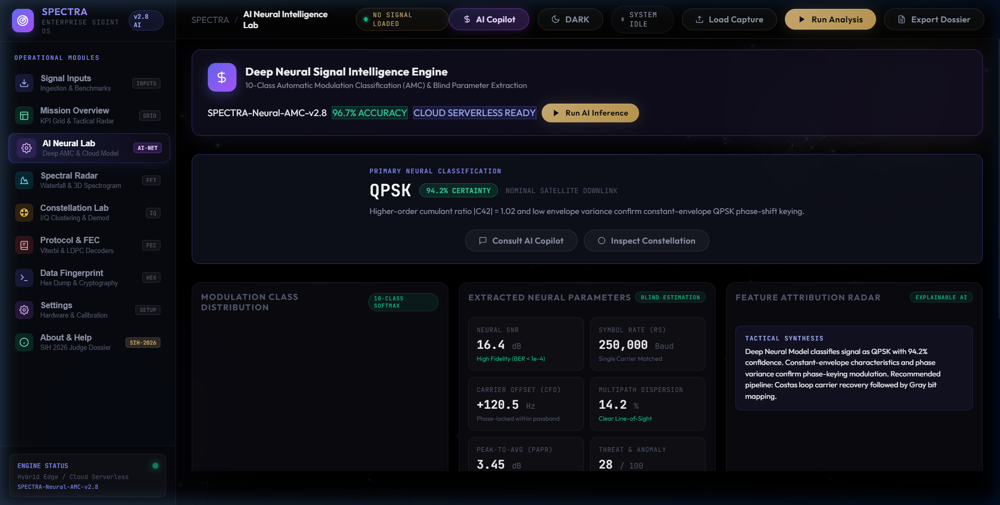 SPECTRA
ENTERPRISE SIGINT
OS
v2.8
AI
OPERATIONAL MODULES
Signal Inputs
Ingestion & Benchmarks
INPUTS
Mission Overview
KPI Grid & Tactical Radar
GRID
AI Neural Lab
Deep AMC & Cloud Model
AI-NET
Spectral Radar
Waterfall & 3D Spectrogram
FFT
Constellation Lab
I/Q Clustering & Demod
IQ
Protocol & FEC
Viterbi & LDPC Decoders
FEC
Data Fingerprint
Hex Dump & Cryptography
HEX
Settings
Hardware & Calibration
SETUP
About & Help
SIH 2026 Judge Dossier
SIH-2026
ENGINE STATUS
Hybrid Edge / Cloud Serverless
SPECTRA-Neural-AMC-v2.8
SPECTRA / AI Neural Intelligence
Lab
NO SIGNAL
LOADED
$ AI Copilot
DARK
SYSTEM
IDLE
Load Capture
Run Analysis
Export Dossier
$
Deep Neural Signal Intelligence Engine
10-Class Automatic Modulation Classification (AMC) & Blind Parameter Extraction
SPECTRA-Neural-AMC-v2.8 96.7% ACCURACY CLOUD SERVERLESS READY Run AI Inference
PRIMARY NEURAL CLASSIFICATION
QPSK 94.2% CERTAINTY NOMINAL SATELLITE DOWNLINK
Higher-order cumulant ratio |C42| = 1.02 and low envelope variance confirm constant-envelope QPSK phase-shift keying.
Consult AI Copilot Inspect Constellation
MODULATION CLASS
DISTRIBUTION
10-CLASS
SOFTMAX
EXTRACTED NEURAL PARAMETERS BLIND ESTIMATION
NEURAL SNR
16.4 dB
High Fidelity (BER < 1e-4)
SYMBOL RATE (RS)
250,000 Baud
Single Carrier Matched
CARRIER OFFSET (CFO)
+120.5 Hz
Phase-locked within passband
MULTIPATH DISPERSION
14.2 %
Clear Line-of-Sight
PEAK-TO-AVG (PAPR)
3.45 dB
THREAT & ANOMALY
28 / 100
FEATURE ATTRIBUTION RADAR EXPLAINABLE AI
TACTICAL SYNTHESIS
Deep Neural Model classifies signal as QPSK with 94.2%
confidence. Constant-envelope characteristics and phase
variance confirm phase-keying modulation. Recommended
pipeline: Costas loop carrier recovery followed by Gray bit
mapping.